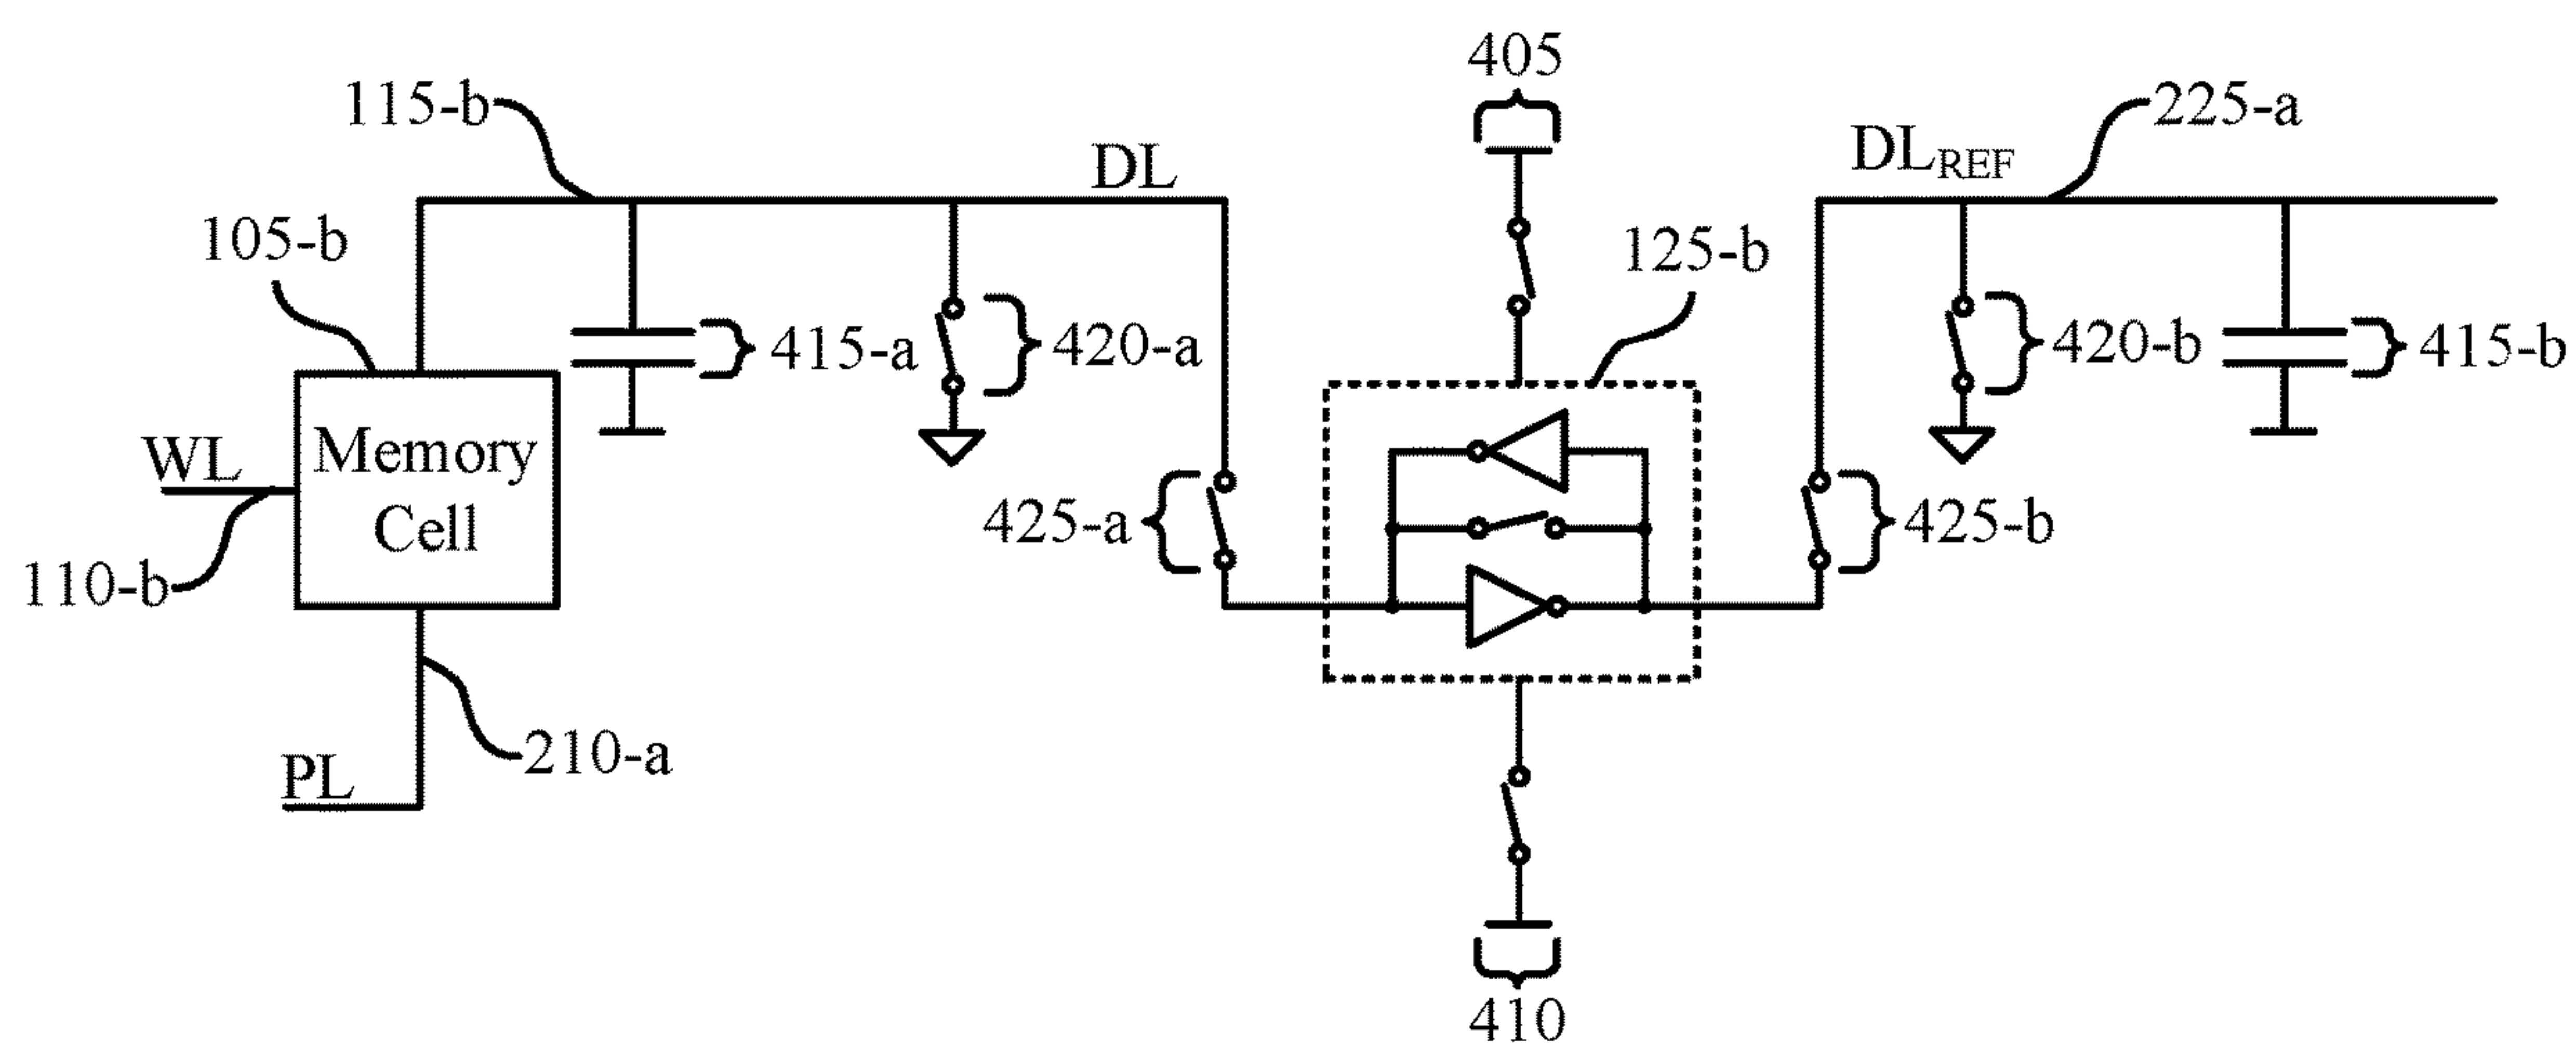 405
115-b
225-a
DL
DLREF
105-b
125-b
415-a
420-a
420-b
415-b
WL
Memory
Cell
425-a
425-b
110-b
210-a
PL
410